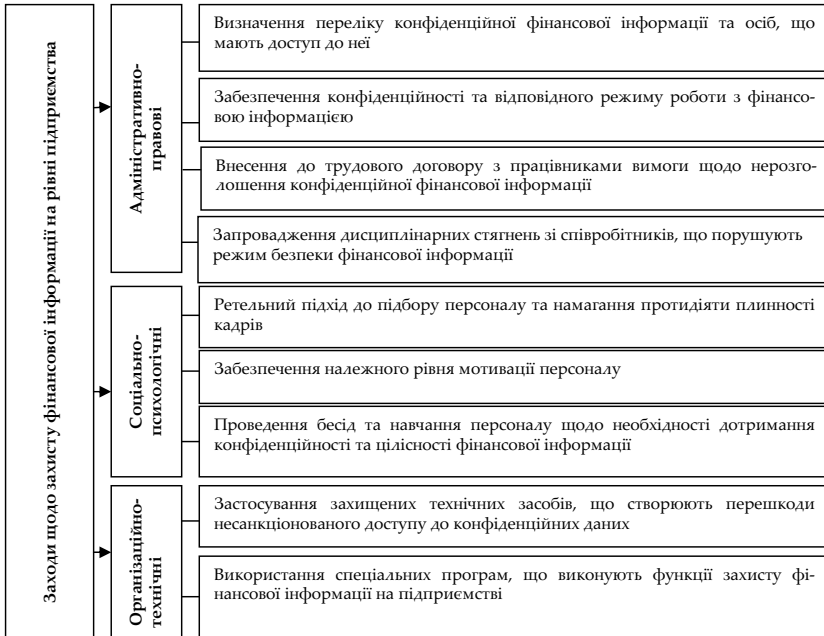 Заходи щодо захисту фінансової інформації на рівні підприємства
Адміністративно-
правові
Визначення переліку конфіденційної фінансової інформації та осіб, що
мають доступ до неї
Забезпечення конфіденційності та відповідного режиму роботи з фінансо-
вою інформацією
Внесення до трудового договору з працівниками вимоги щодо нерозго-
лошення конфіденційної фінансової інформації
Запровадження дисциплінарних стягнень зі співробітників, що порушують
режим безпеки фінансової інформації
Соціально-
психологічні
Ретельний підхід до підбору персоналу та намагання протидіяти плинності
кадрів
Забезпечення належного рівня мотивації персоналу
Проведення бесід та навчання персоналу щодо необхідності дотримання
конфіденційності та цілісності фінансової інформації
Організаційно-
технічні
Застосування захищених технічних засобів, що створюють перешкоди
несанкціонованого доступу до конфіденційних даних
Використання спеціальних програм, що виконують функції захисту фі-
нансової інформації на підприємстві